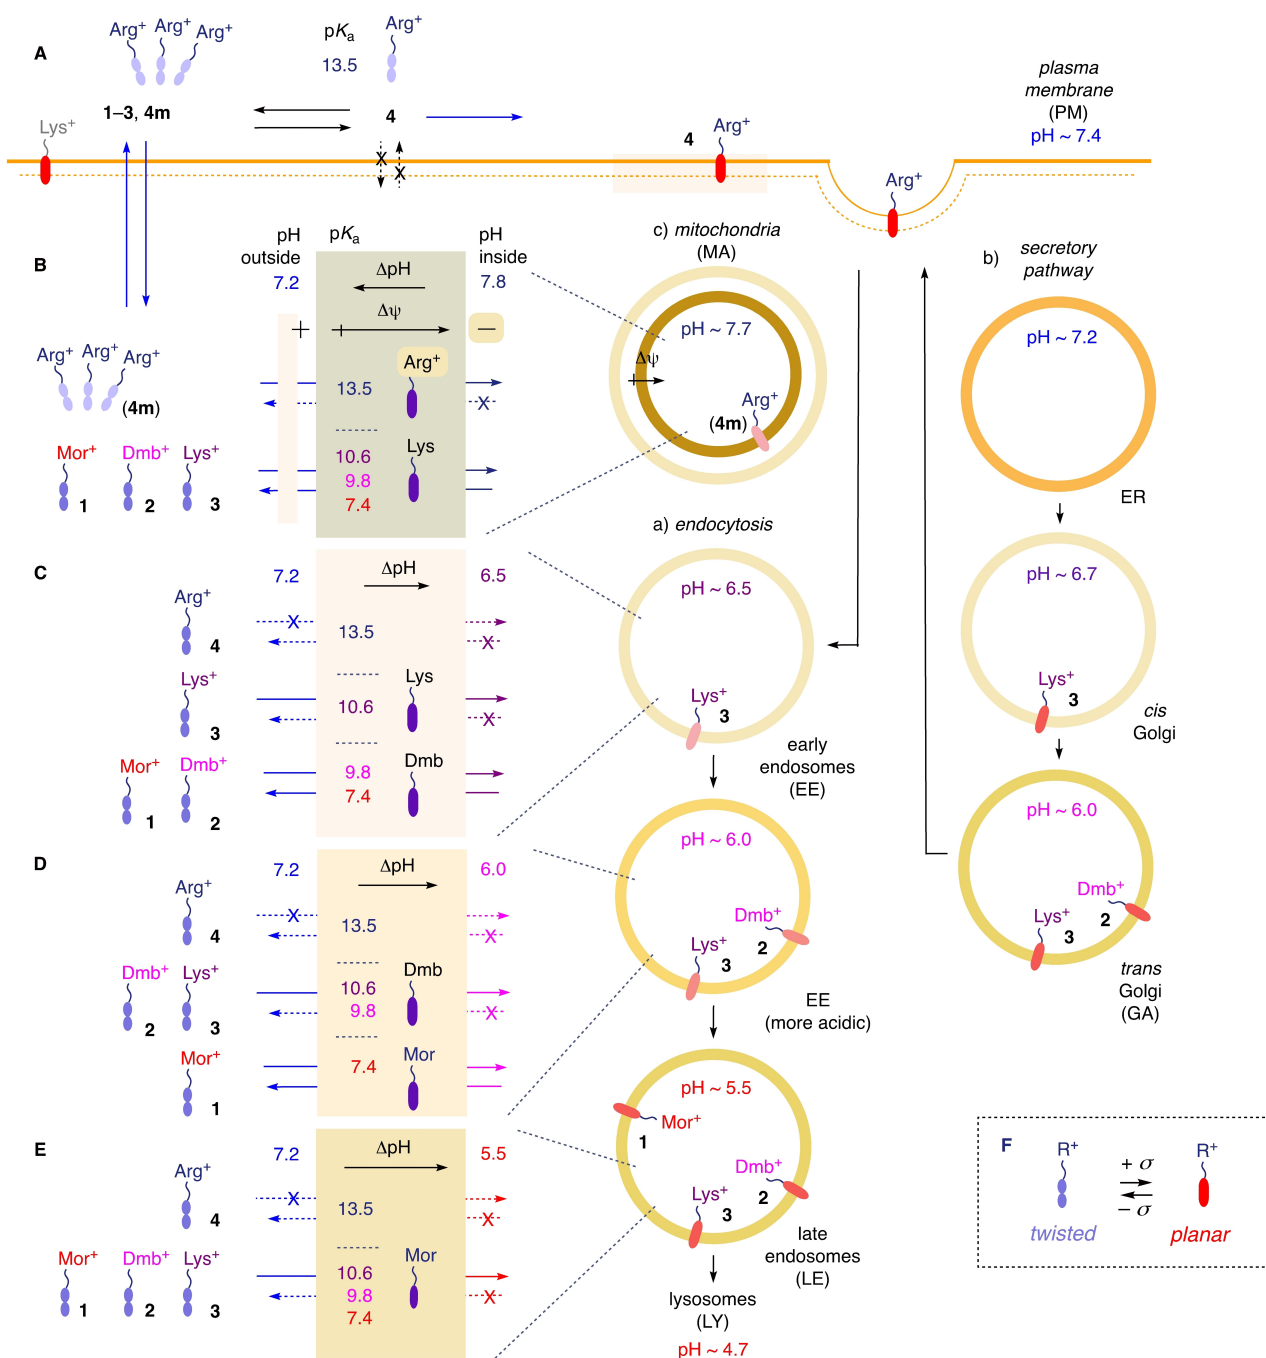 A
Arg+ Arg+ Arg+
pKa
13.5
Arg+
1–3, 4m
4
Lys+
4
Arg+
plasma
membrane
(PM)
pH ~ 7.4
X
X
Arg+
B
pH
outside
7.2
pKa
ΔpH
pH
inside
7.8
+
Δψ
–
Arg+
13.5
X
Arg+ Arg+ Arg+
(4m)
Mor+ Dmb+ Lys+
1 2 3
Lys
10.6
9.8
7.4
c) mitochondria
(MA)
pH ~ 7.7
Δψ
Arg+
(4m)
b) secretory
pathway
pH ~ 7.2
ER
pH ~ 6.7
Lys+
3
cis
Golgi
pH ~ 6.0
Dmb+
2
Lys+
3
trans
Golgi
(GA)
a) endocytosis
pH ~ 6.5
Lys+
3
early
endosomes
(EE)
pH ~ 6.0
Dmb+
2
Lys+
3
EE
(more acidic)
pH ~ 5.5
Mor+
1
Dmb+
2
Lys+
3
late
endosomes
(LE)
lysosomes
(LY)
pH ~ 4.7
C
7.2
ΔpH
6.5
Arg+
4
X
13.5
X
Lys+
3
10.6
Lys
X
Mor+ Dmb+
1 2
9.8
7.4
Dmb
D
7.2
ΔpH
6.0
Arg+
4
X
13.5
X
Dmb+ Lys+
2 3
10.6
9.8
Dmb
X
Mor+
1
7.4
Mor
E
7.2
ΔpH
5.5
Arg+
4
X
13.5
X
Mor+ Dmb+ Lys+
1 2 3
10.6
9.8
7.4
Mor
X
F
R+
+ σ
– σ
R+
twisted
planar